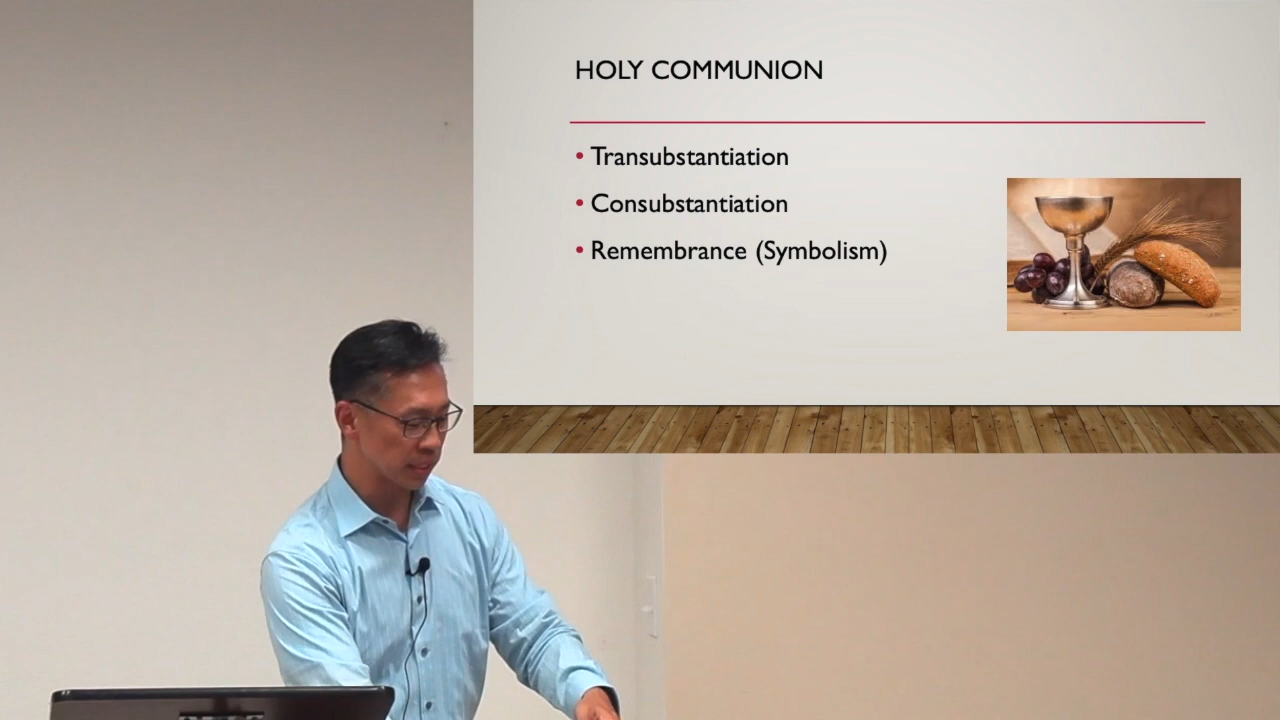 HOLY COMMUNION
• Transubstantiation
• Consubstantiation
• Remembrance (Symbolism)